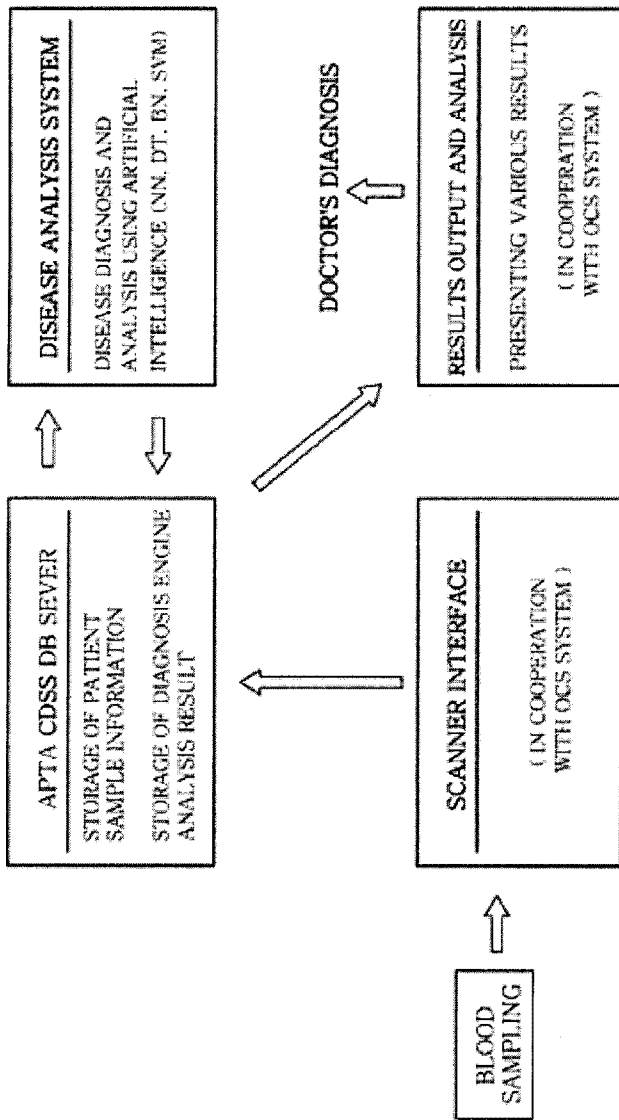 APTA CDSS DB SEVER
STORAGE OF PATIENT
SAMPLE INFORMATION
STORAGE OF DIAGNOSIS ENGINE
ANALYSIS RESULT
DISEASE ANALYSIS SYSTEM
DISEASE DIAGNOSIS AND
ANALYSIS USING ARTIFICIAL
INTELLIGENCE (NN, DT, BN, SVM)
DOCTOR'S DIAGNOSIS
BLOOD
SAMPLING
SCANNER INTERFACE
( IN COOPERATION
WITH OCS SYSTEM )
RESULTS OUTPUT AND ANALYSIS
PRESENTING VARIOUS RESULTS
( IN COOPERATION
WITH OCS SYSTEM )